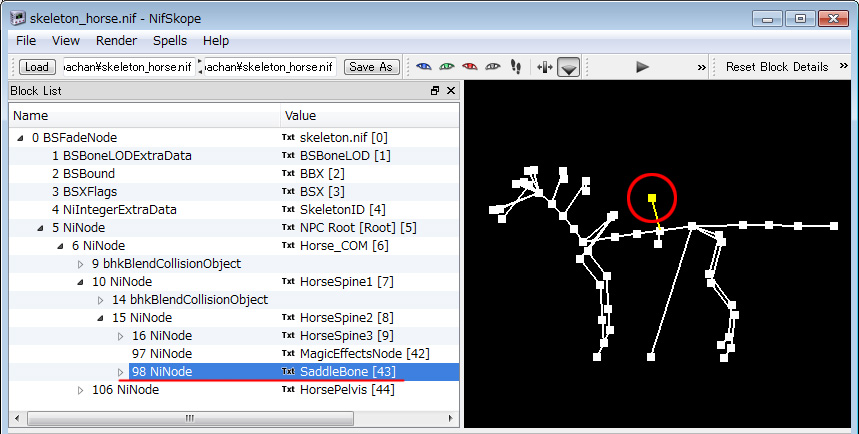 skeleton_horse.nif - NifSkope
File View Render Spells Help
Load ɔachan¥skeleton_horse.nif ɔachan¥skeleton_horse.nif Save As » Reset Block Details »
Block List
Name Value
0 BSFadeNode Txt skeleton.nif [0]
1 BSBoneLODExtraData Txt BSBoneLOD [1]
2 BSBound Txt BBX [2]
3 BSXFlags Txt BSX [3]
4 NiIntegerExtraData Txt SkeletonID [4]
5 NiNode Txt NPC Root [Root] [5]
6 NiNode Txt Horse_COM [6]
9 bhkBlendCollisionObject
10 NiNode Txt HorseSpine1 [7]
14 bhkBlendCollisionObject
15 NiNode Txt HorseSpine2 [8]
16 NiNode Txt HorseSpine3 [9]
97 NiNode Txt MagicEffectsNode [42]
98 NiNode Txt SaddleBone [43]
106 NiNode Txt HorsePelvis [44]